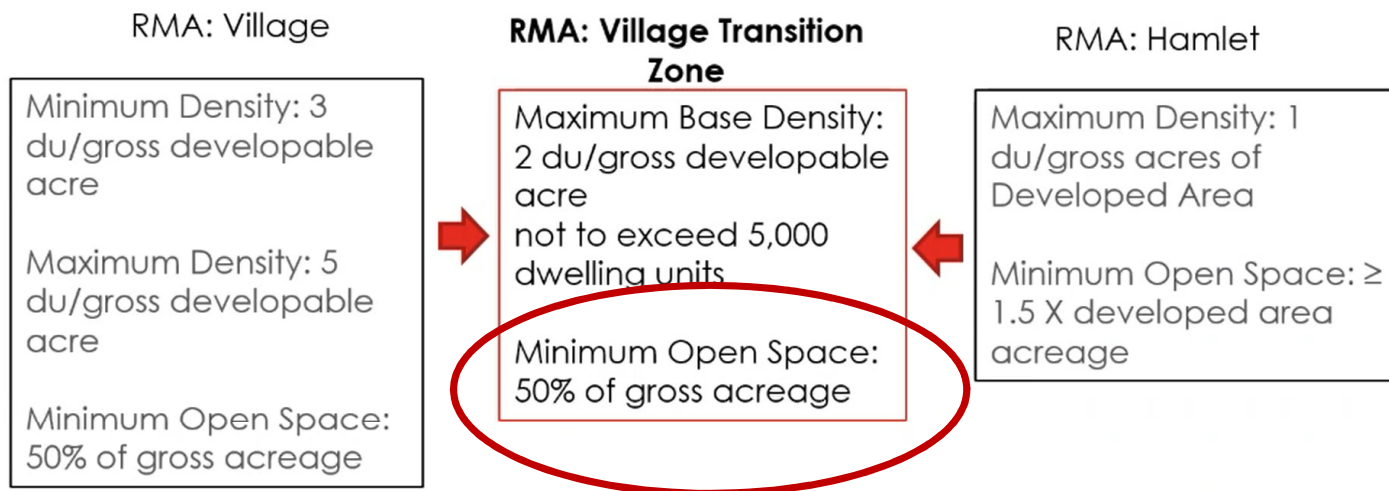 RMA: Village
Minimum Density: 3
du/gross developable
acre
Maximum Density: 5
du/gross developable
acre
Minimum Open Space:
50% of gross acreage
RMA: Village Transition
Zone
Maximum Base Density:
2 du/gross developable
acre
not to exceed 5,000
dwelling units
Minimum Open Space:
50% of gross acreage
RMA: Hamlet
Maximum Density: 1
du/gross acres of
Developed Area
Minimum Open Space: ≥
1.5 X developed area
acreage